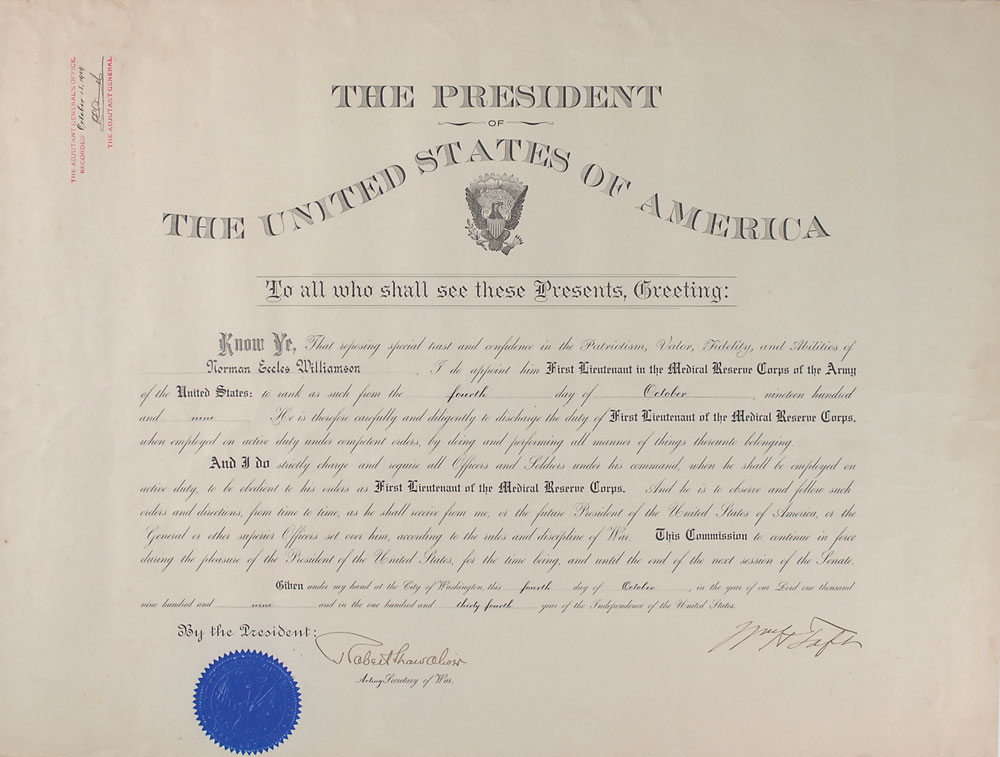 THE ADJUTANT GENERAL'S OFFICE,
RECORDED October 13, 1909
THE ADJUTANT GENERAL.
THE PRESIDENT
OF
THE UNITED STATES OF AMERICA
To all who shall see these Presents, Greeting:
Know Ye, That reposing special trust and confidence in the Patriotism, Valor, Fidelity, and Abilities of
Norman Eccles Williamson, I do appoint him First Lieutenant in the Medical Reserve Corps of the Army
of the United States: to rank as such from the fourth day of October, nineteen hundred
and nine. He is therefore carefully and diligently to discharge the duty of First Lieutenant of the Medical Reserve Corps,
when employed on active duty under competent orders, by doing and performing all manner of things thereunto belonging.
And I do strictly charge and require all Officers and Soldiers under his command, when he shall be employed on
active duty, to be obedient to his orders as First Lieutenant of the Medical Reserve Corps. And he is to observe and follow such
orders and directions, from time to time, as he shall receive from me, or the future President of the United States of America, or the
General or other superior Officers set over him, according to the rules and discipline of War. This Commission to continue in force
during the pleasure of the President of the United States, for the time being, and until the end of the next session of the Senate.
Given under my hand at the City of Washington, this fourth day of October, in the year of our Lord one thousand
nine hundred and nine and in the one hundred and thirty fourth year of the Independence of the United States.
By the President:
Wm H Taft
Robert Shaw Oliver
Acting Secretary of War.